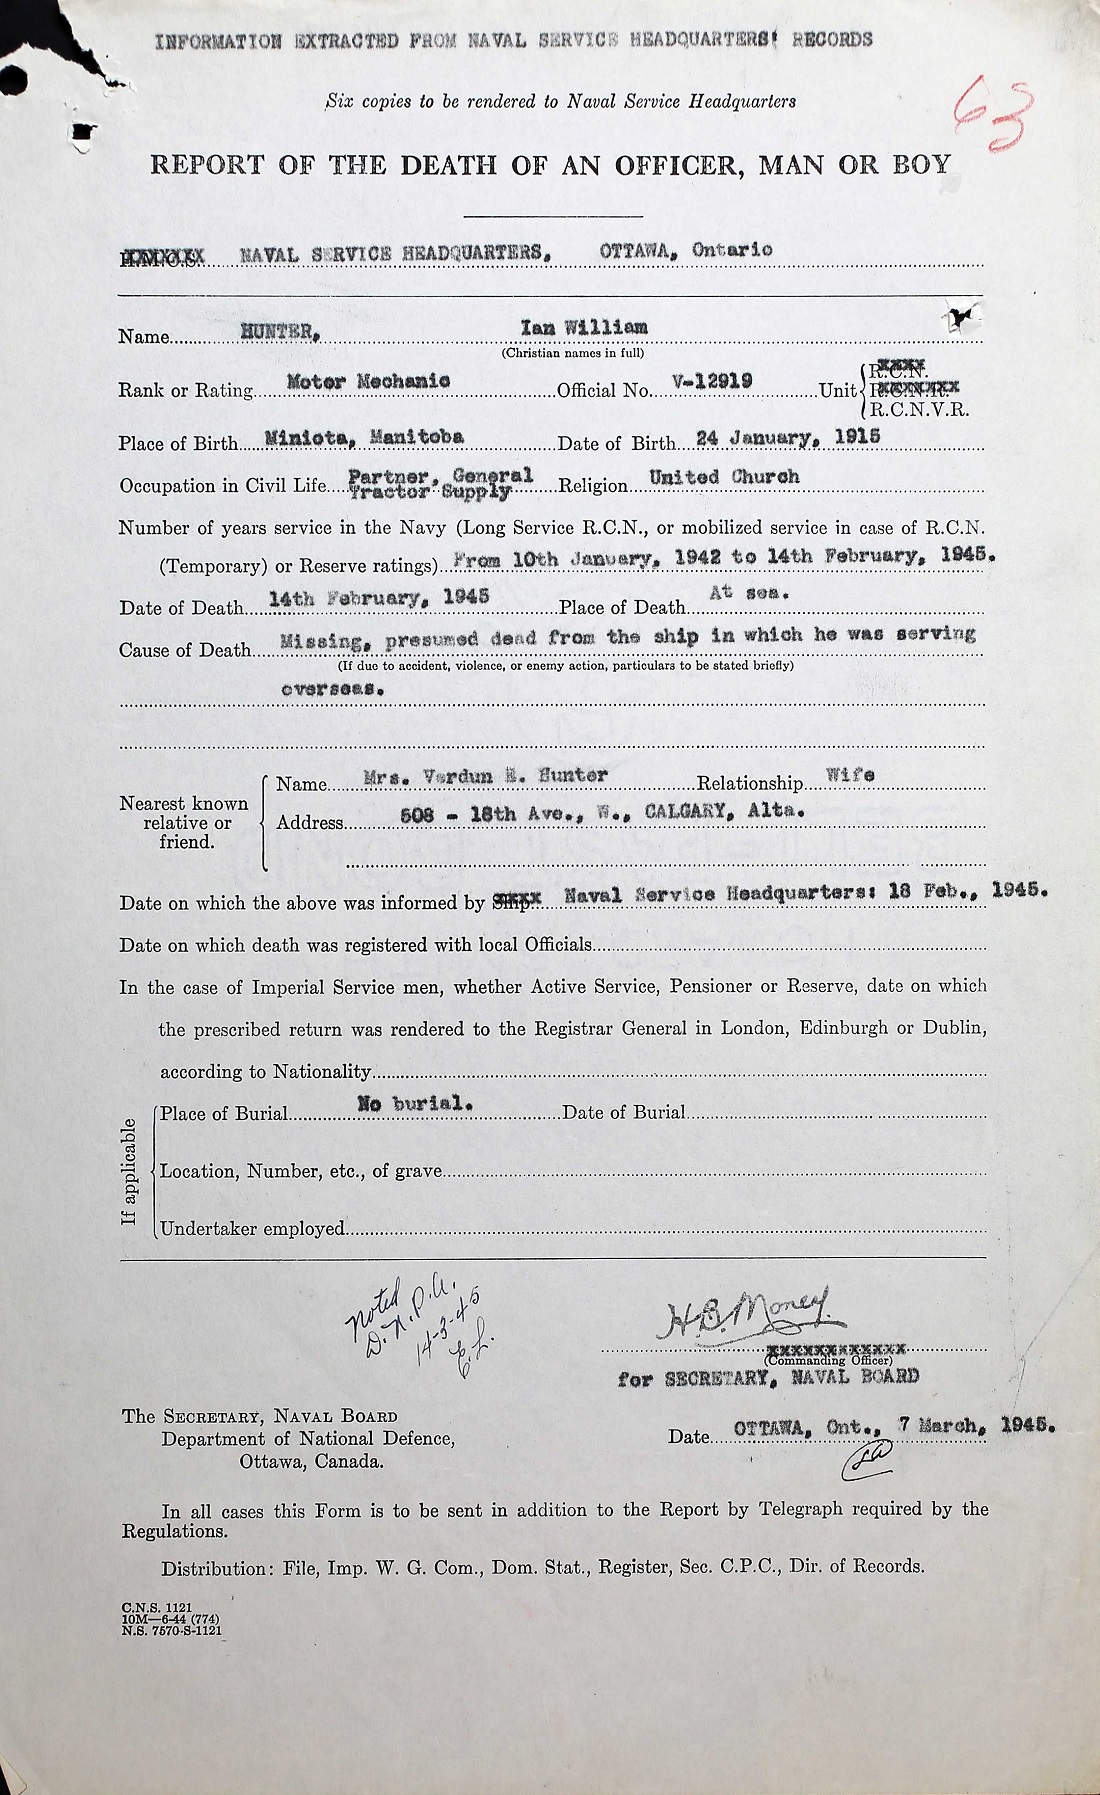 INFORMATION EXTRACTED FROM NAVAL SERVICE HEADQUARTERS' RECORDS
63
Six copies to be rendered to Naval Service Headquarters
REPORT OF THE DEATH OF AN OFFICER, MAN OR BOY
H.M.C.S. NAVAL SERVICE HEADQUARTERS, OTTAWA, Ontario
Name HUNTER, Ian William
(Christian names in full)
Rank or Rating Motor Mechanic Official No. V-12919 Unit
R.C.N.
R.C.N.R.
R.C.N.V.R.
Place of Birth Miniota, Manitoba Date of Birth 24 January, 1915
Occupation in Civil Life Partner, General Religion United Church
Tractor Supply
Number of years service in the Navy (Long Service R.C.N., or mobilized service in case of R.C.N.
(Temporary) or Reserve ratings) From 10th January, 1942 to 14th February, 1945.
Date of Death 14th February, 1945 Place of Death At sea.
Cause of Death Missing, presumed dead from the ship in which he was serving
(If due to accident, violence, or enemy action, particulars to be stated briefly)
overseas.
Nearest known relative or friend.
Name Mrs. Verdun E. Hunter Relationship Wife
Address 508 - 18th Ave., W., CALGARY, Alta.
Date on which the above was informed by Ship Naval Service Headquarters: 18 Feb., 1945.
Date on which death was registered with local Officials
In the case of Imperial Service men, whether Active Service, Pensioner or Reserve, date on which
the prescribed return was rendered to the Registrar General in London, Edinburgh or Dublin,
according to Nationality
If applicable
Place of Burial No burial. Date of Burial
Location, Number, etc., of grave
Undertaker employed
Noted
D.N.P.A.
14-3-45
E.L.
H.B. Money
(Commanding Officer)
for SECRETARY, NAVAL BOARD
The SECRETARY, NAVAL BOARD
Department of National Defence,
Ottawa, Canada.
Date OTTAWA, Ont., 7 March, 1945.
In all cases this Form is to be sent in addition to the Report by Telegraph required by the
Regulations.
Distribution: File, Imp. W. G. Com., Dom. Stat., Register, Sec. C.P.C., Dir. of Records.
C.N.S. 1121
10M—6-44 (774)
N.S. 7570-S-1121